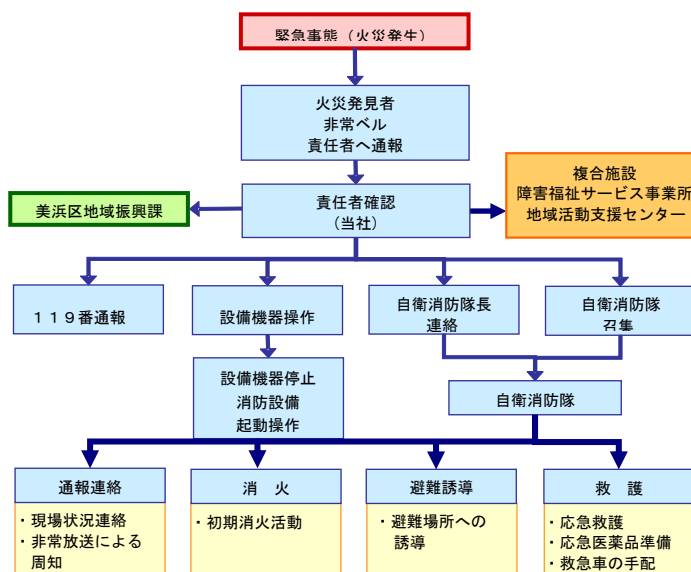 緊急事態（火災発生）
火災発見者
非常ベル
責任者へ通報
複合施設
障害福祉サービス事業所
地域活動支援センター
美浜区地域振興課
責任者確認
（当社）
１１９番通報
設備機器操作
自衛消防隊長
連絡
自衛消防隊
召集
設備機器停止
消防設備
起動操作
自衛消防隊
通報連絡
・現場状況連絡
・非常放送による
周知
消　火
・初期消火活動
避難誘導
・避難場所への
誘導
救　護
・応急救護
・応急医薬品準備
・救急車の手配